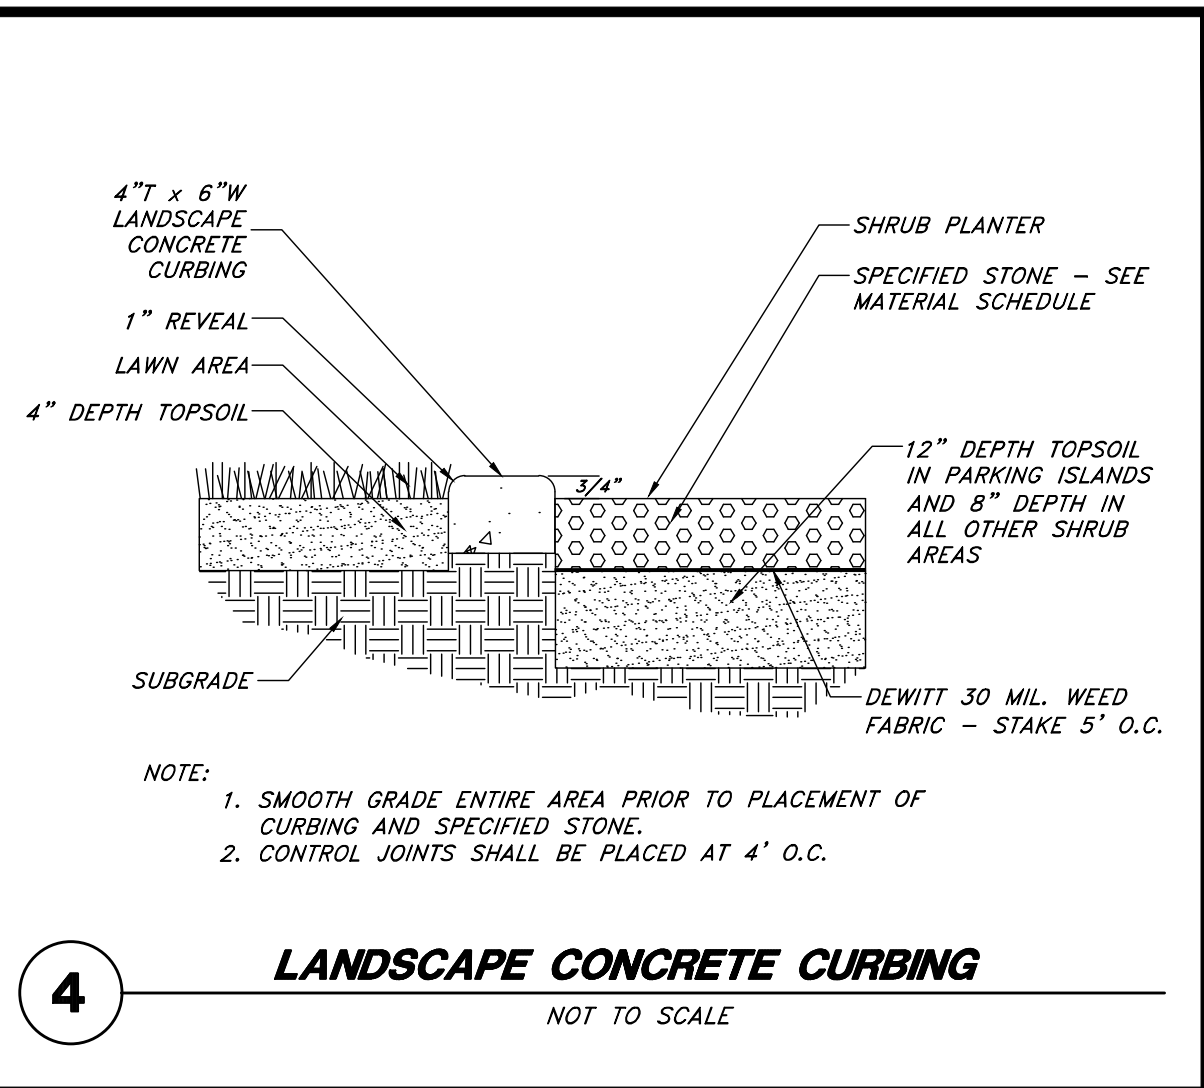 4"T x 6"W
LANDSCAPE
CONCRETE
CURBING
1" REVEAL
LAWN AREA
4" DEPTH TOPSOIL
SUBGRADE
3/4"
SHRUB PLANTER
SPECIFIED STONE – SEE
MATERIAL SCHEDULE
12" DEPTH TOPSOIL
IN PARKING ISLANDS
AND 8" DEPTH IN
ALL OTHER SHRUB
AREAS
DEWITT 30 MIL. WEED
FABRIC – STAKE 5' O.C.
NOTE:
1. SMOOTH GRADE ENTIRE AREA PRIOR TO PLACEMENT OF
CURBING AND SPECIFIED STONE.
2. CONTROL JOINTS SHALL BE PLACED AT 4' O.C.
4
LANDSCAPE CONCRETE CURBING
NOT TO SCALE